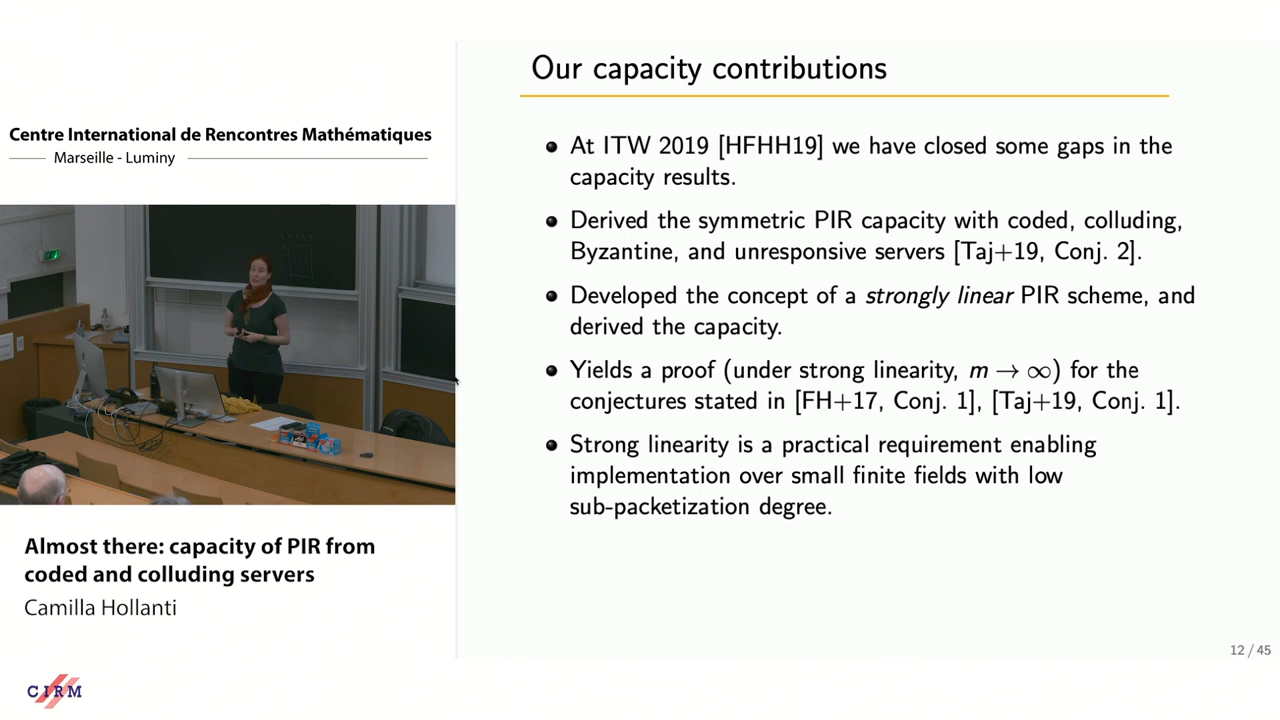 Centre International de Rencontres Mathématiques
Marseille - Luminy
Almost there: capacity of PIR from
coded and colluding servers
Camilla Hollanti
CIRM
Our capacity contributions
At ITW 2019 [HFHH19] we have closed some gaps in the
capacity results.
Derived the symmetric PIR capacity with coded, colluding,
Byzantine, and unresponsive servers [Taj+19, Conj. 2].
Developed the concept of a strongly linear PIR scheme, and
derived the capacity.
Yields a proof (under strong linearity, m → ∞) for the
conjectures stated in [FH+17, Conj. 1], [Taj+19, Conj. 1].
Strong linearity is a practical requirement enabling
implementation over small finite fields with low
sub-packetization degree.
12 / 45